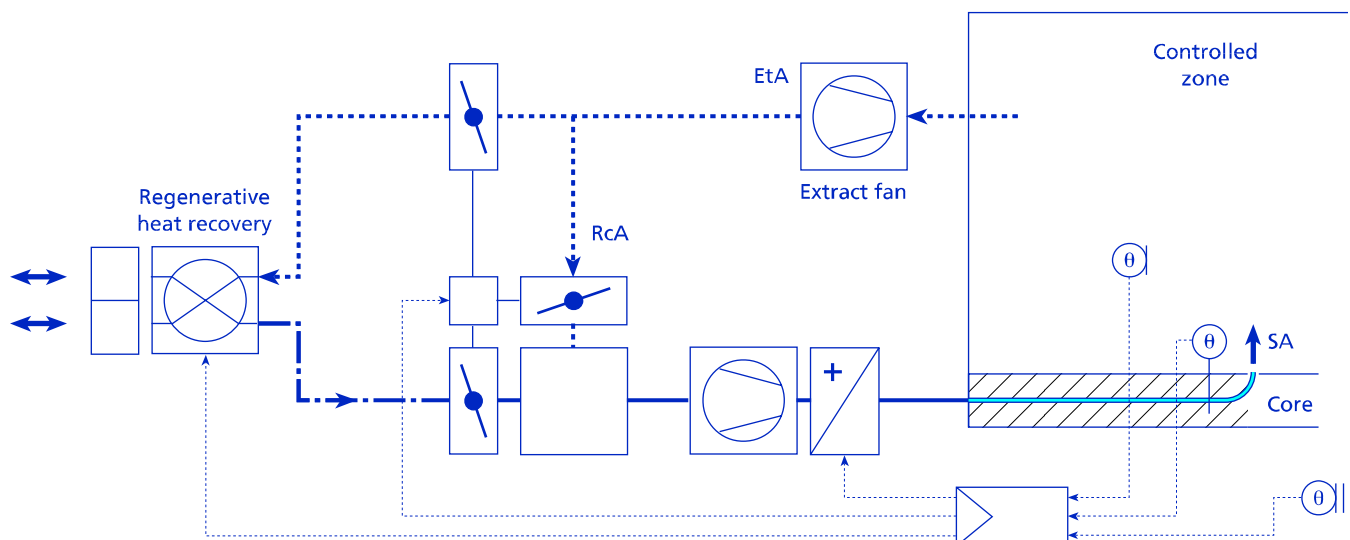 Controlled
zone
EtA
Extract fan
Regenerative
heat recovery
RcA
θ
θ
SA
+
Core
θ